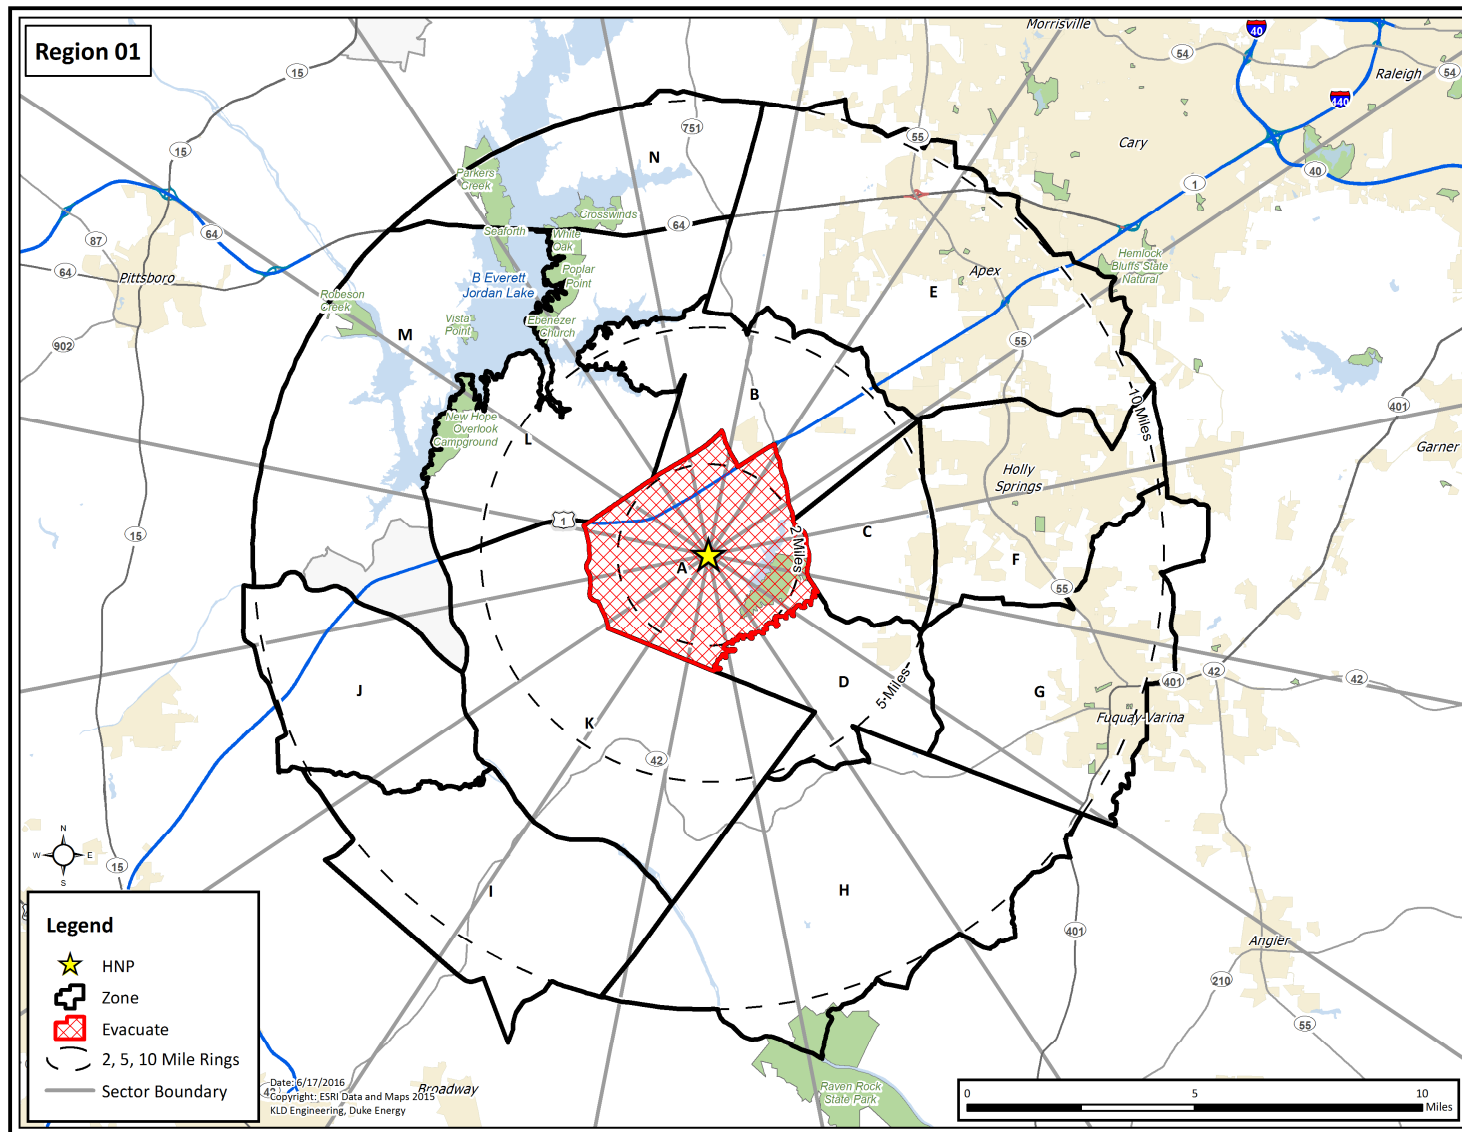 Region 01
Morrisville
40
54
Raleigh
54
440
15
751
55
Cary
N
15
40
Parkers
Creek
1
Crosswinds
64
87
64
Seaforth
White
Oak
Hemlock
Bluffs State
Natural
64
Pittsboro
B Everett
Jordan Lake
Poplar
Point
Apex
E
Robeson
Creek
Vista
Point
Ebenezer
Church
M
902
55
B
10 Miles
401
New Hope
Overlook
Campground
L
Garner
Holly
Springs
1
15
2 Miles
C
A
F
55
J
D
5 Miles
G
401
42
42
K
Fuquay-Varina
42
N
W
E
S
15
I
H
401
Angier
210
55
Legend
HNP
Zone
Evacuate
2, 5, 10 Mile Rings
Sector Boundary
42
Broadway
Date: 6/17/2016
Copyright: ESRI Data and Maps 2015
KLD Engineering, Duke Energy
Raven Rock
State Park
0
5
10
Miles